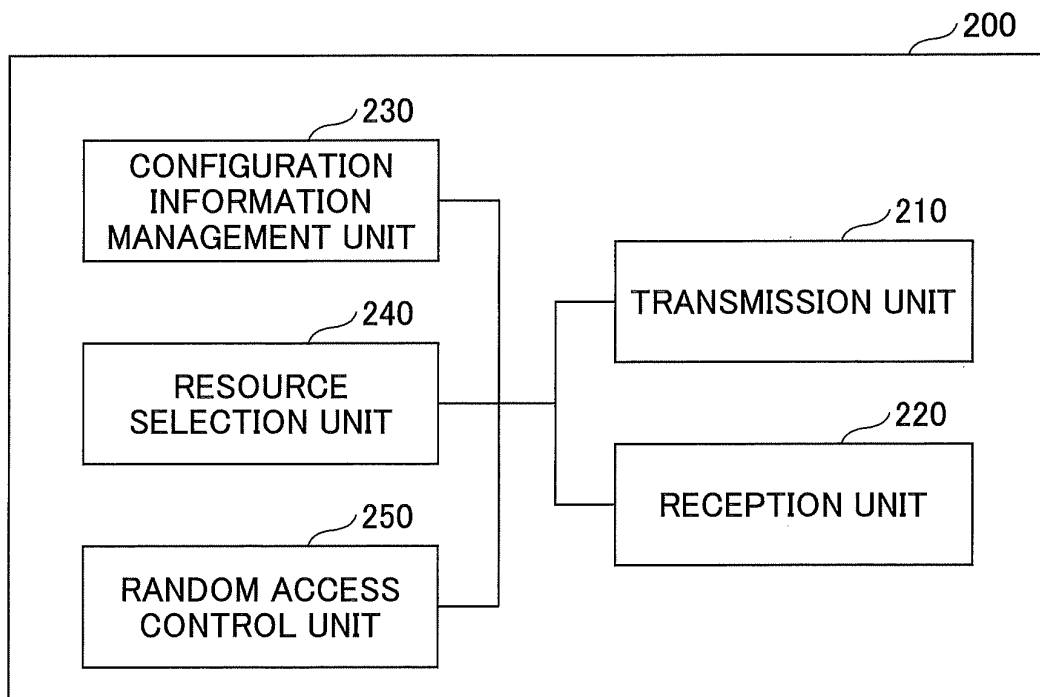 200
230
CONFIGURATION
INFORMATION
MANAGEMENT UNIT
210
TRANSMISSION UNIT
240
RESOURCE
SELECTION UNIT
220
RECEPTION UNIT
250
RANDOM ACCESS
CONTROL UNIT